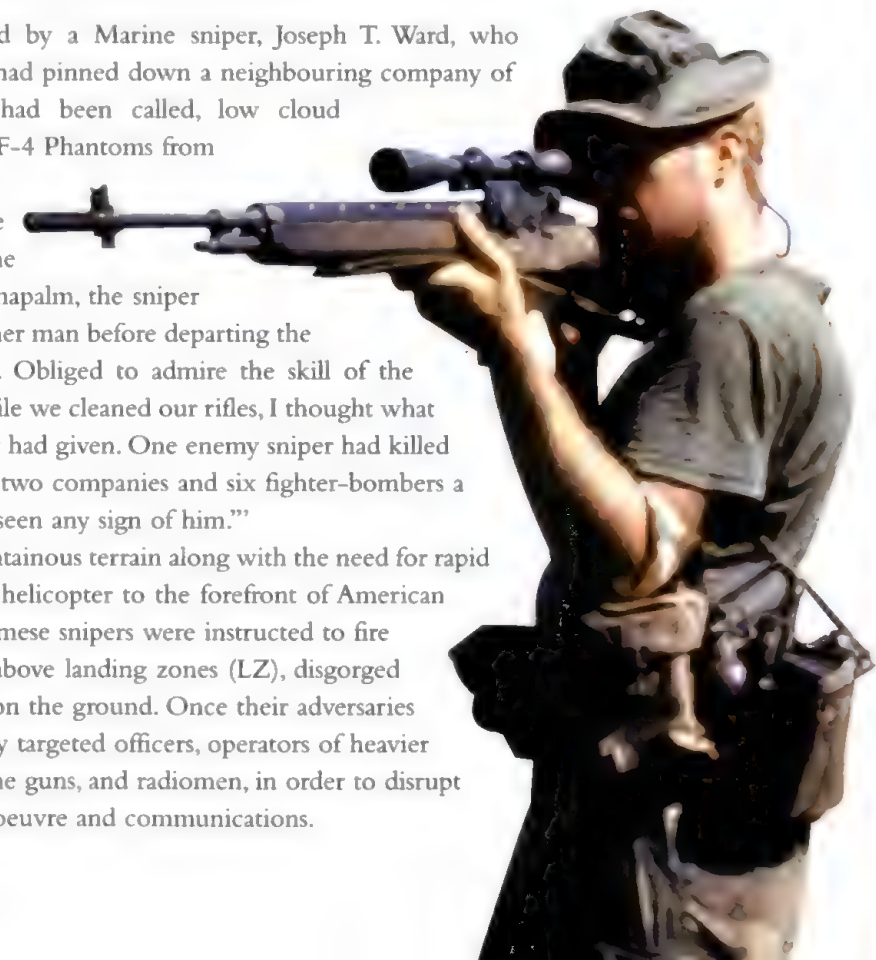 d by a Marine sniper, Joseph T. Ward, who
had pinned down a neighbouring company of
had been called, low cloud
F-4 Phantoms from
e
ne
napalm, the sniper
ner man before departing the
. Obliged to admire the skill of the
ile we cleaned our rifles, I thought what
had given. One enemy sniper had killed
two companies and six fighter-bombers a
seen any sign of him.”’
ntainous terrain along with the need for rapid
helicopter to the forefront of American
mese snipers were instructed to fire
above landing zones (LZ), disgorged
on the ground. Once their adversaries
y targeted officers, operators of heavier
ne guns, and radiomen, in order to disrupt
oeuvre and communications.